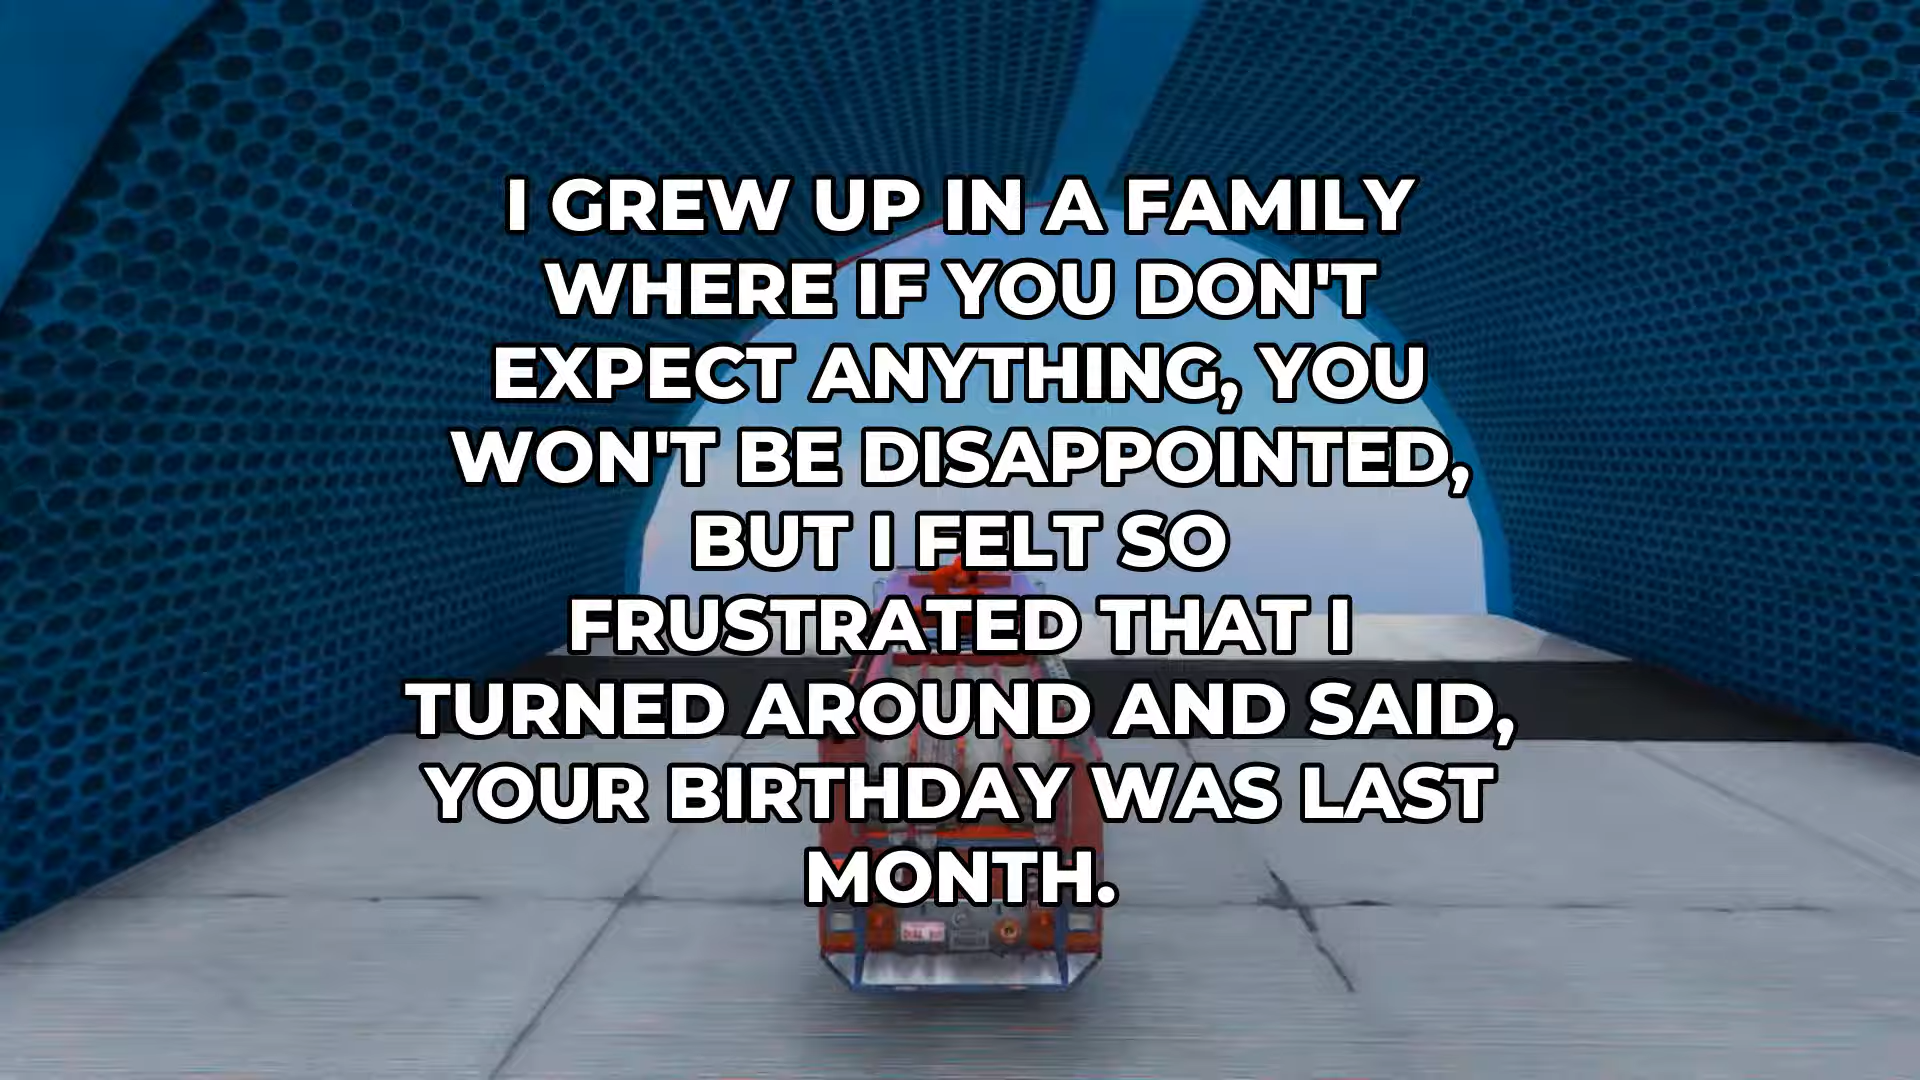 I GREW UP IN A FAMILY
WHERE IF YOU DON'T
EXPECT ANYTHING, YOU
WON'T BE DISAPPOINTED,
BUT I FELT SO
FRUSTRATED THAT I
TURNED AROUND AND SAID,
YOUR BIRTHDAY WAS LAST
MONTH.